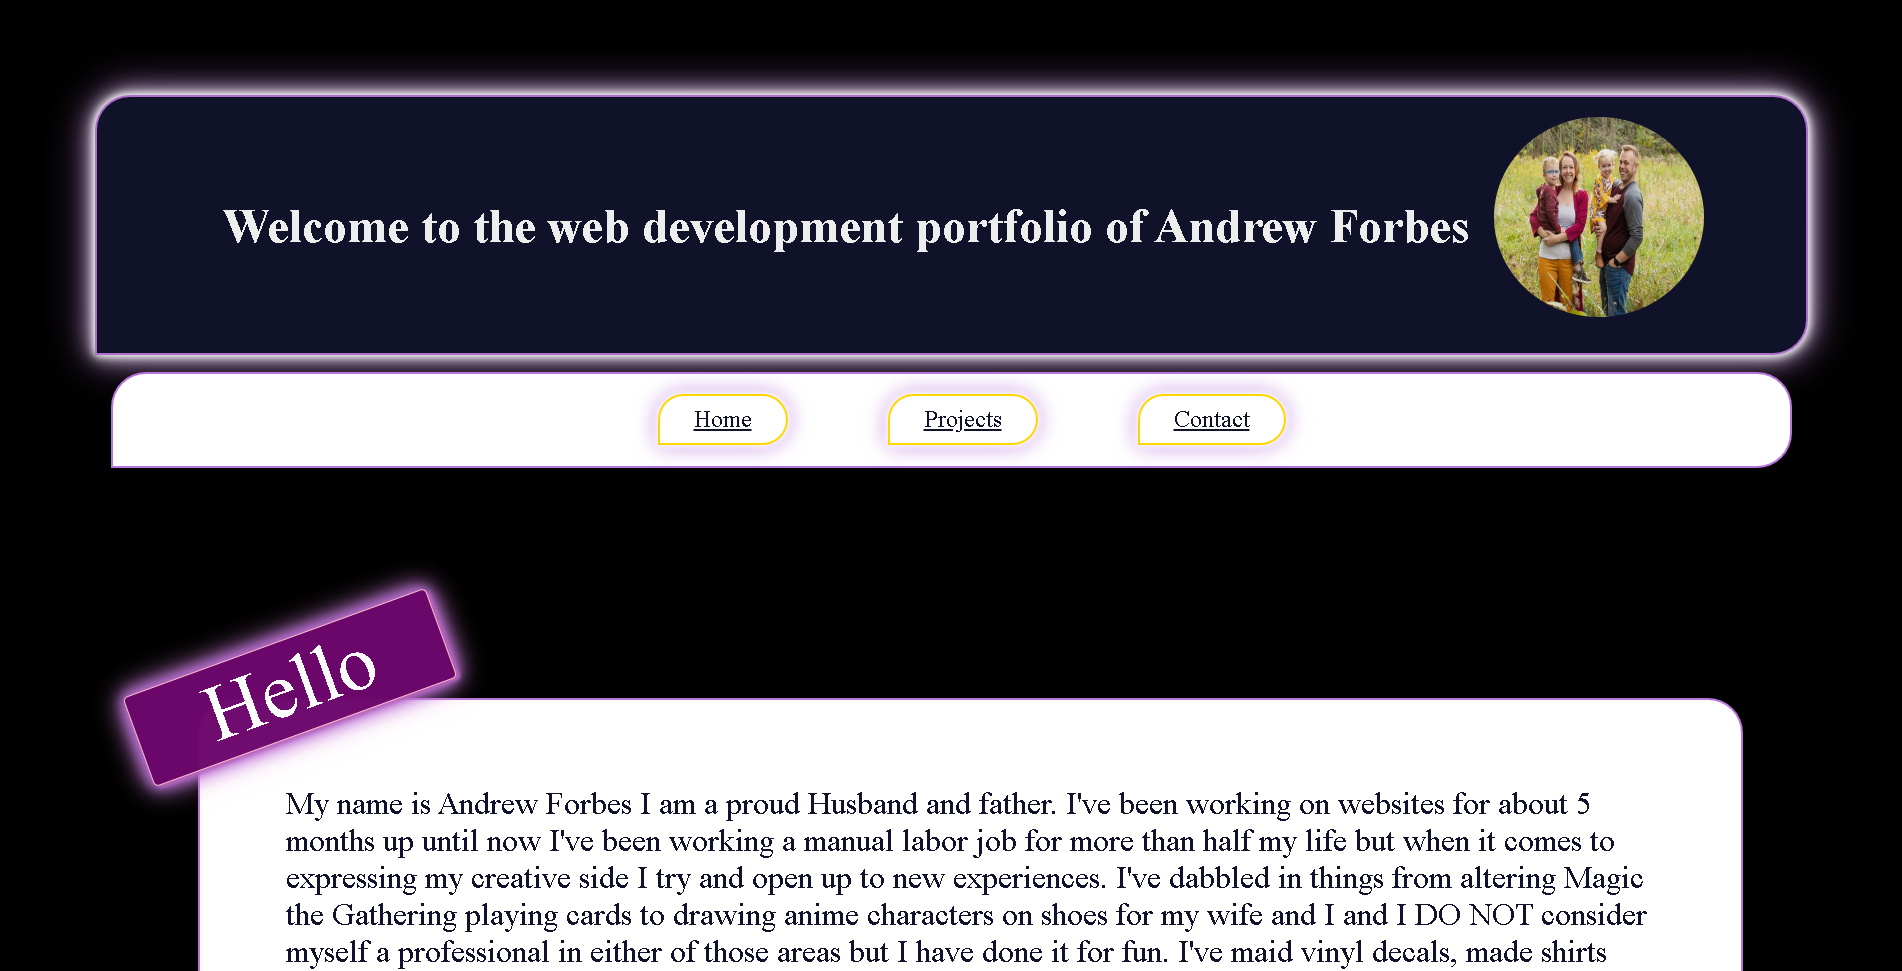 Welcome to the web development portfolio of Andrew Forbes
Home
Projects
Contact
Hello
My name is Andrew Forbes I am a proud Husband and father. I've been working on websites for about 5
months up until now I've been working a manual labor job for more than half my life but when it comes to
expressing my creative side I try and open up to new experiences. I've dabbled in things from altering Magic
the Gathering playing cards to drawing anime characters on shoes for my wife and I and I DO NOT consider
myself a professional in either of those areas but I have done it for fun. I've maid vinyl decals, made shirts